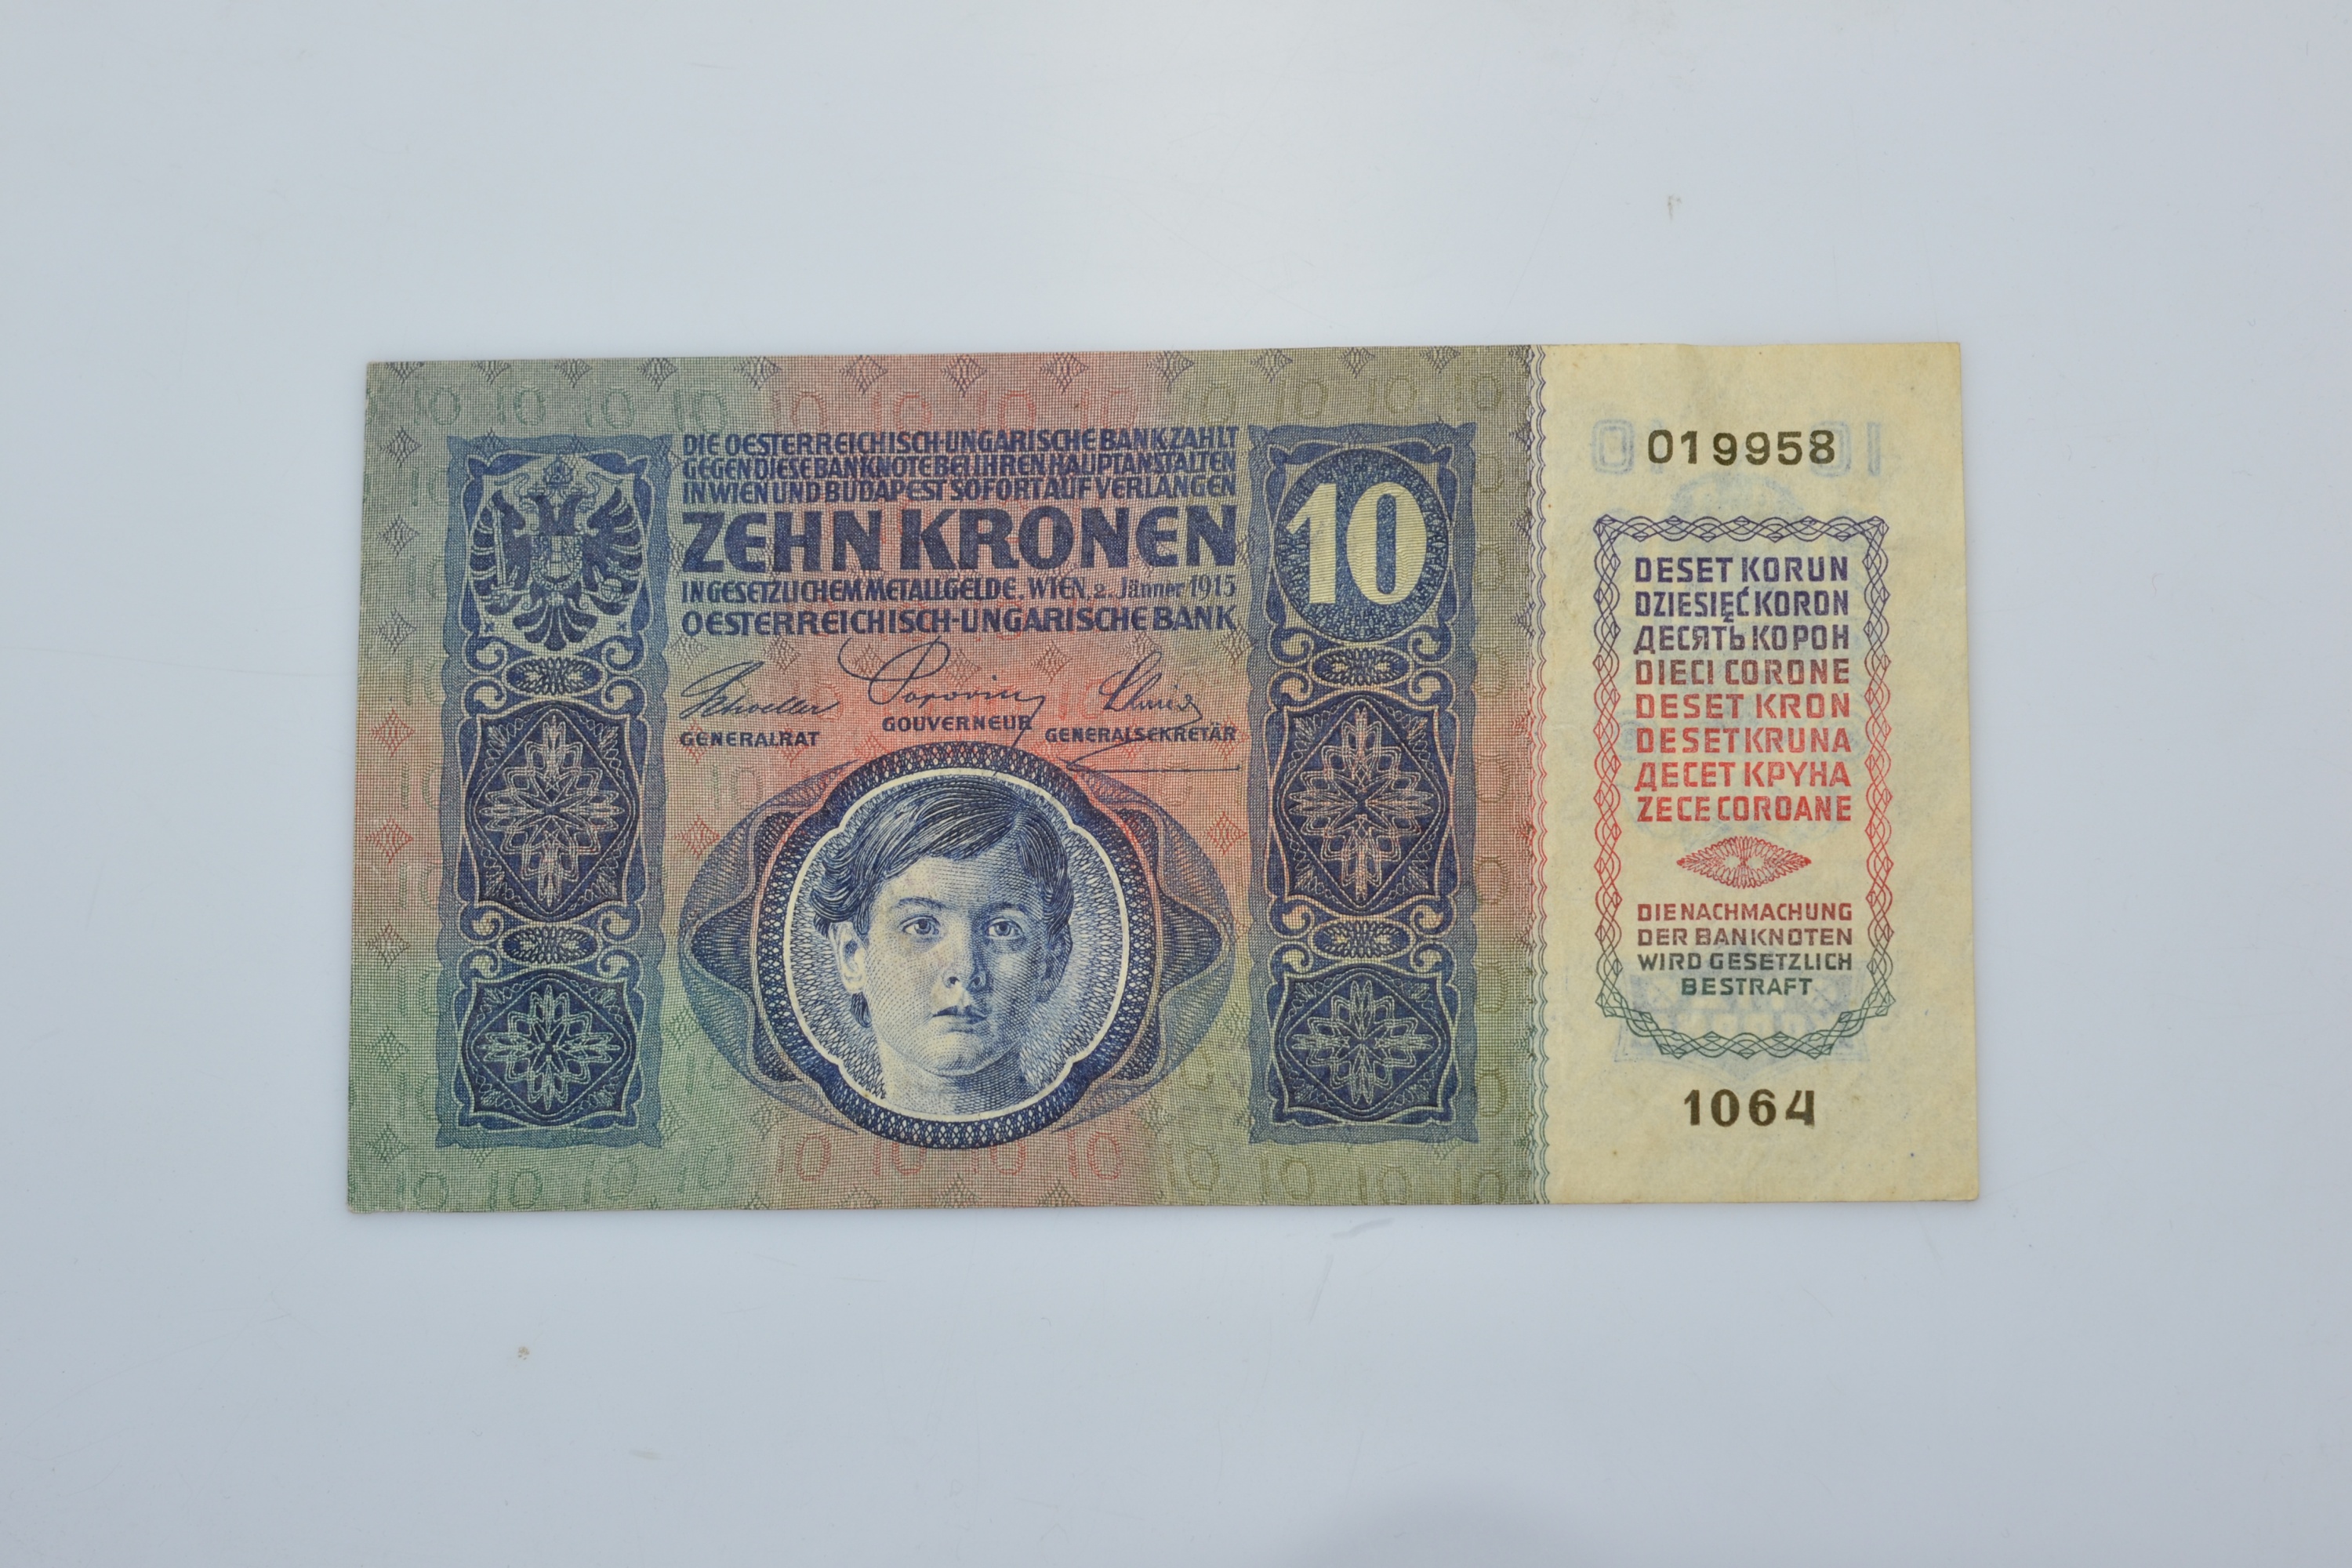 DIE OESTERREICHISCH-UNGARISCHE BANK ZAHLT
GEGEN DIESE BANKNOTE BEI IHREN HAUPTANSTALTEN
IN WIEN UND BUDAPEST SOFORT AUF VERLANGEN
ZEHN KRONEN
IN GESETZLICHEM METALLGELDE. WIEN, 2. Jänner 1915
OESTERREICHISCH-UNGARISCHE BANK
Schoeller
Popovics
Schmid
GENERALRAT
GOUVERNEUR
GENERALSEKRETÄR
10
019958
DESET KORUN
DZIESIĘĆ KORON
ДЕСЯТЬ КОРОН
DIECI CORONE
DESET KRON
DESET KRUNA
ДЕСЕТ КРУНА
ZECE COROANE
DIE NACHMACHUNG
DER BANKNOTEN
WIRD GESETZLICH
BESTRAFT
1064